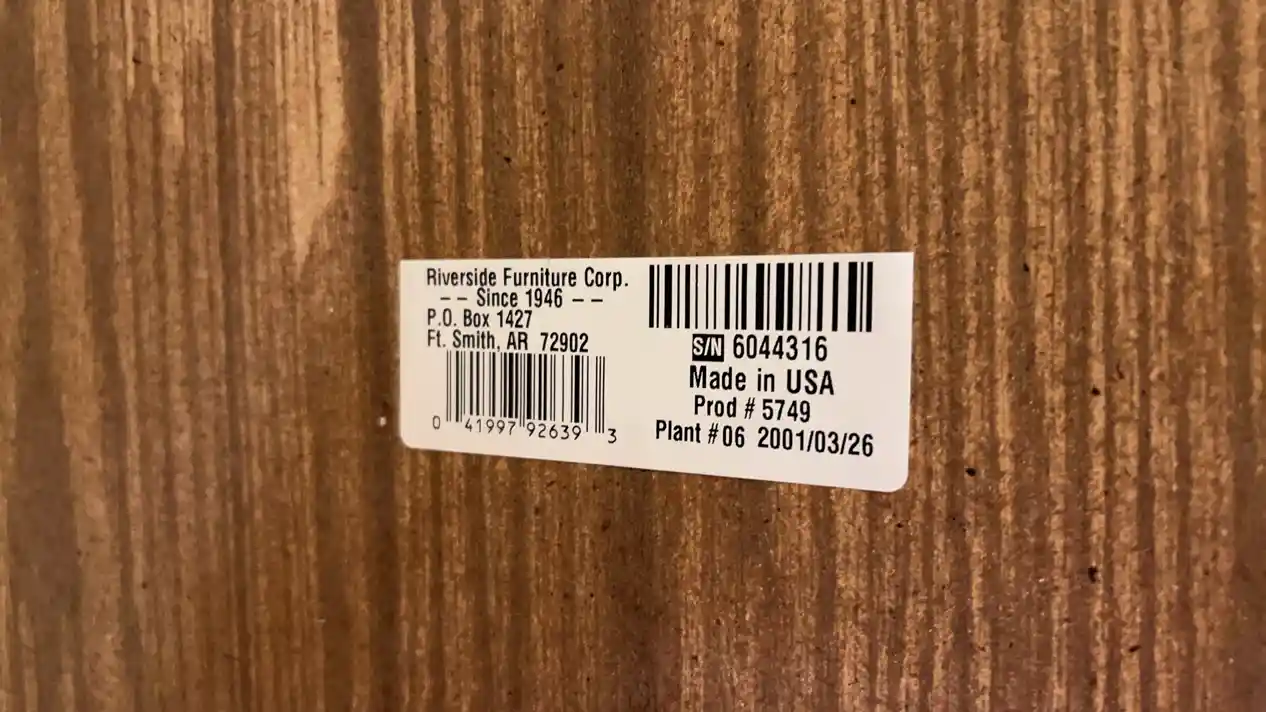 Riverside Furniture Corp.
-- Since 1946 --
P.O. Box 1427
Ft. Smith, AR 72902
0 41997 92639 3
S/N 6044316
Made in USA
Prod # 5749
Plant #06 2001/03/26